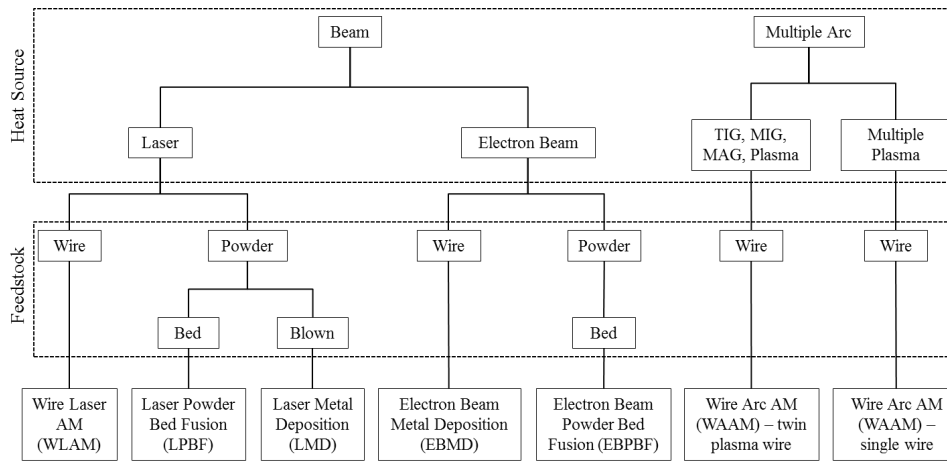 Heat Source
Beam
Multiple Arc
Laser
Electron Beam
TIG, MIG,
MAG, Plasma
Multiple
Plasma
Feedstock
Wire
Powder
Wire
Powder
Wire
Wire
Bed
Blown
Bed
Wire Laser
AM
(WLAM)
Laser Powder
Bed Fusion
(LPBF)
Laser Metal
Deposition
(LMD)
Electron Beam
Metal Deposition
(EBMD)
Electron Beam
Powder Bed
Fusion (EBPBF)
Wire Arc AM
(WAAM) – twin
plasma wire
Wire Arc AM
(WAAM) –
single wire